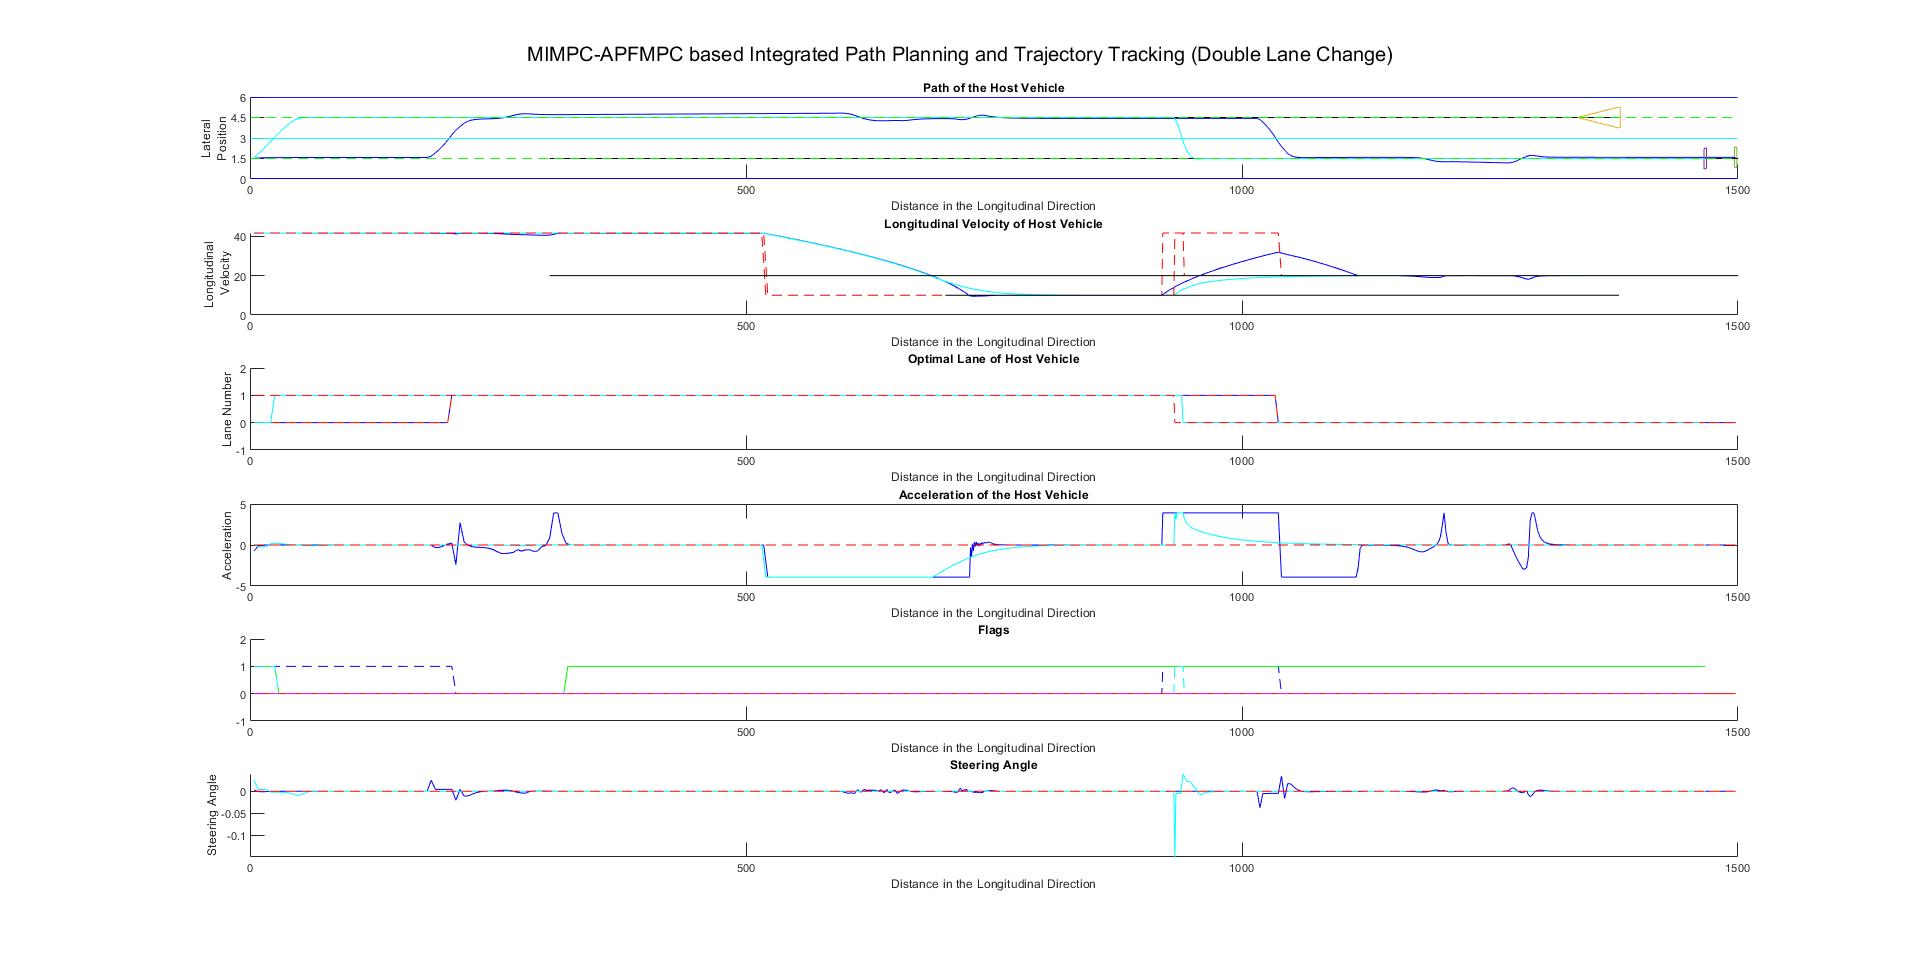 MIMPC-APFMPC based Integrated Path Planning and Trajectory Tracking (Double Lane Change)
Path of the Host Vehicle
Lateral
Position
6
4.5
3
1.5
0
0 500 1000 1500
Distance in the Longitudinal Direction
Longitudinal Velocity of Host Vehicle
Longitudinal
Velocity
40
20
0
0 500 1000 1500
Distance in the Longitudinal Direction
Optimal Lane of Host Vehicle
Lane Number
2
1
0
-1
0 500 1000 1500
Distance in the Longitudinal Direction
Acceleration of the Host Vehicle
Acceleration
5
0
-5
0 500 1000 1500
Distance in the Longitudinal Direction
Flags
2
1
0
-1
0 500 1000 1500
Distance in the Longitudinal Direction
Steering Angle
Steering Angle
0
-0.05
-0.1
0 500 1000 1500
Distance in the Longitudinal Direction